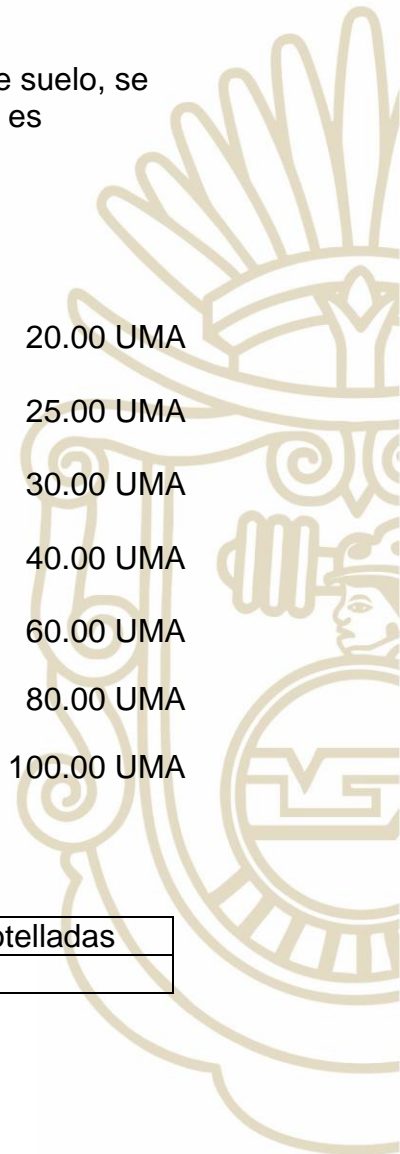 e suelo, se
es
20.00 UMA
25.00 UMA
30.00 UMA
40.00 UMA
60.00 UMA
80.00 UMA
100.00 UMA
otelladas